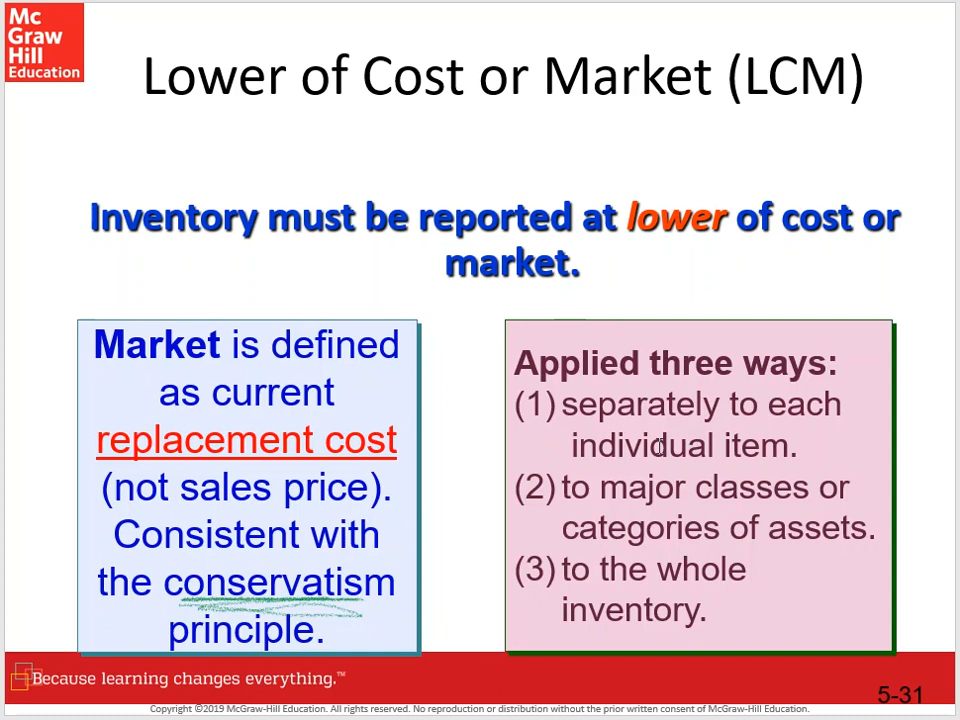 Mc
Graw
Hill
Education
Lower of Cost or Market (LCM)
Inventory must be reported at lower of cost or
market.
Market is defined
as current
replacement cost
(not sales price).
Consistent with
the conservatism
principle.
Applied three ways:
(1) separately to each
individual item.
(2) to major classes or
categories of assets.
(3) to the whole
inventory.
Because learning changes everything.™
5-31
Copyright ©2019 McGraw-Hill Education. All rights reserved. No reproduction or distribution without the prior written consent of McGraw-Hill Education.